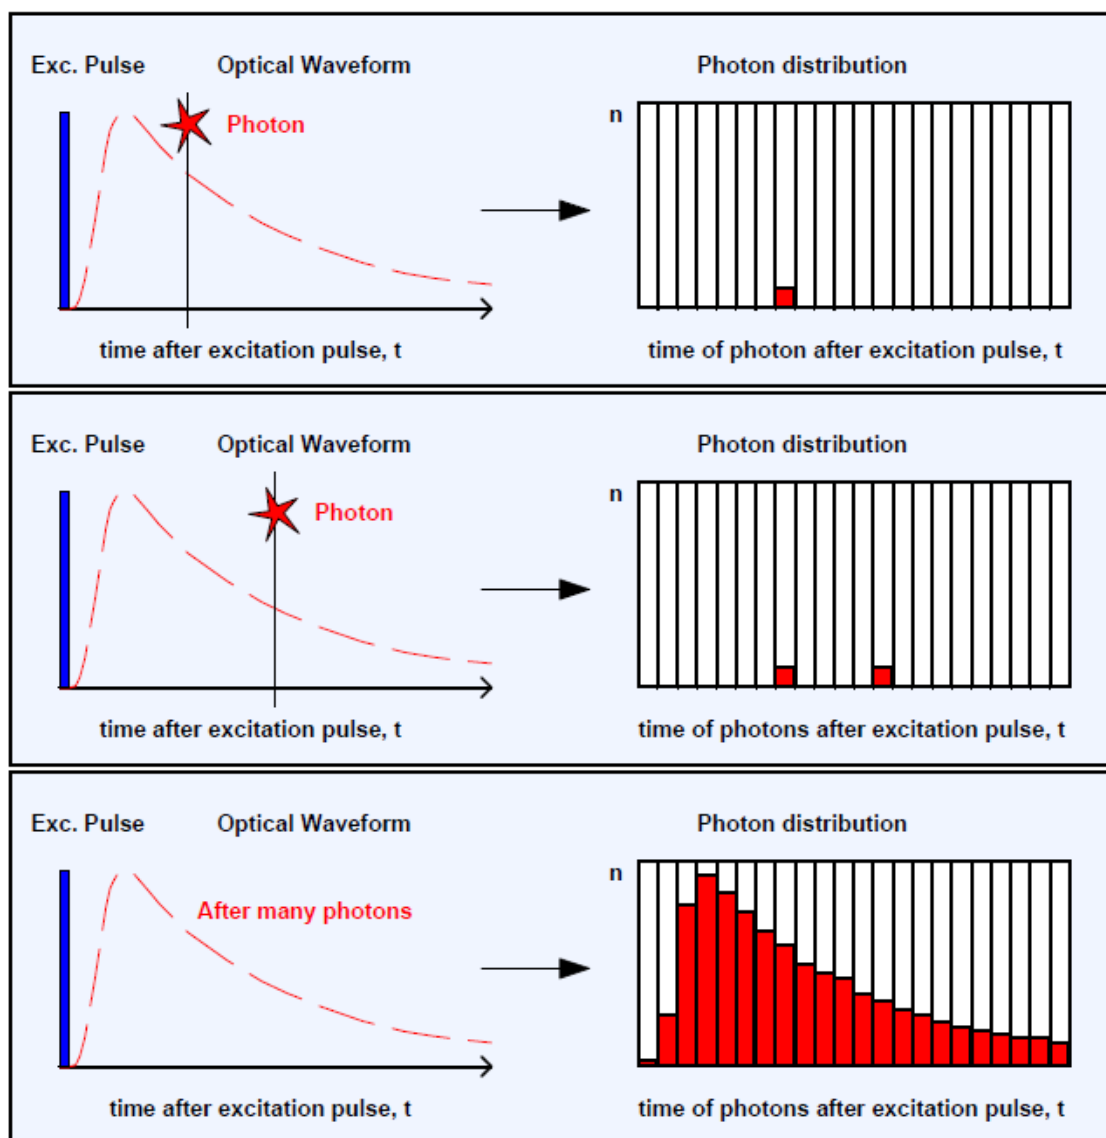 Exc. Pulse Optical Waveform Photon distribution
Photon
n
time after excitation pulse, t time of photon after excitation pulse, t
Exc. Pulse Optical Waveform Photon distribution
n
Photon
time after excitation pulse, t time of photons after excitation pulse, t
Exc. Pulse Optical Waveform Photon distribution
n
After many photons
time after excitation pulse, t time of photons after excitation pulse, t